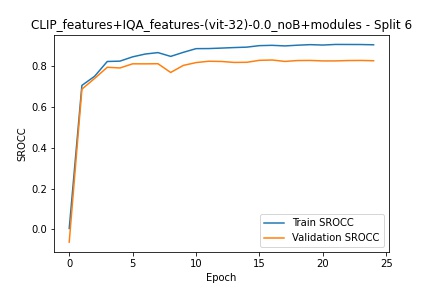 CLIP_features+IQA_features-(vit-32)-0.0_noB+modules - Split 6
SROCC
0.8
0.6
0.4
0.2
0.0
0 5 10 15 20 25
Epoch
Train SROCC
Validation SROCC